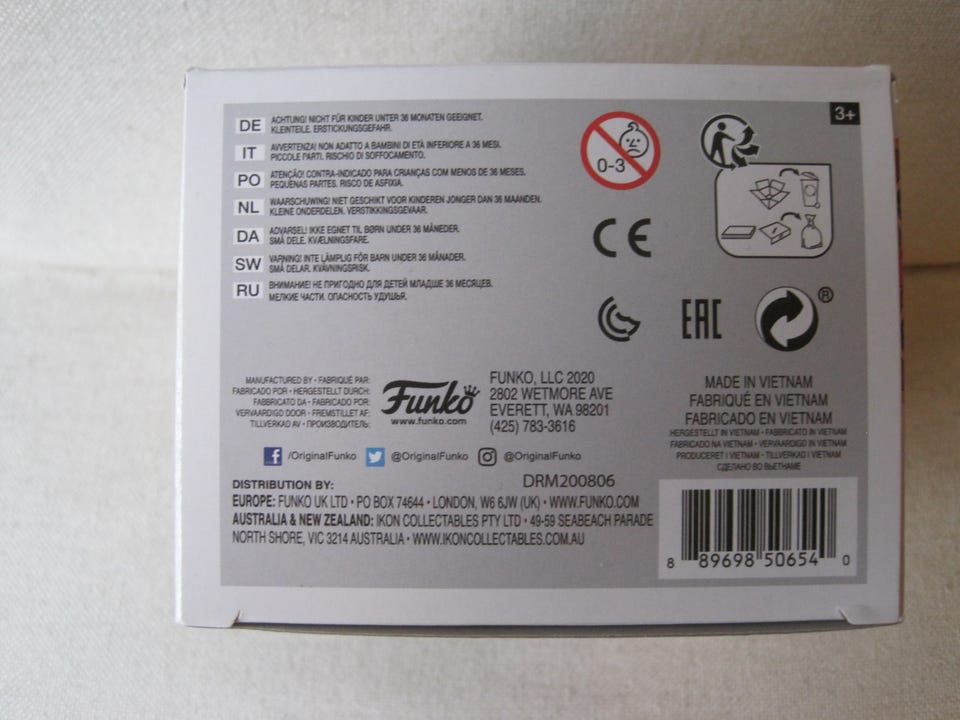 3+
DE ACHTUNG! NICHT FÜR KINDER UNTER 36 MONATEN GEEIGNET.
KLEINTEILE. ERSTICKUNGSGEFAHR.
IT AVVERTENZA! NON ADATTO A BAMBINI DI ETÀ INFERIORE A 36 MESI.
PICCOLE PARTI. RISCHIO DI SOFFOCAMENTO.
PO ATENÇÃO! CONTRA-INDICADO PARA CRIANÇAS COM MENOS DE 36 MESES.
PEQUENAS PARTES. RISCO DE ASFIXIA.
NL WAARSCHUWING! NIET GESCHIKT VOOR KINDEREN JONGER DAN 36 MAANDEN.
KLEINE ONDERDELEN. VERSTIKKINGSGEVAAR.
DA ADVARSEL! IKKE EGNET TIL BØRN UNDER 36 MÅNEDER.
SMÅ DELE. KVÆLNINGSFARE.
SW VARNING! INTE LÄMPLIG FÖR BARN UNDER 36 MÅNADER.
SMÅ DELAR. KVÄVNINGSRISK.
RU ВНИМАНИЕ! НЕ ПРИГОДНО ДЛЯ ДЕТЕЙ МЛАДШЕ 36 МЕСЯЦЕВ.
МЕЛКИЕ ЧАСТИ. ОПАСНОСТЬ УДУШЬЯ.
0-3
CE
EAC
®
MANUFACTURED BY • FABRIQUÉ PAR:
FABRICADO POR • HERGESTELLT DURCH:
FABBRICATO DA • FABRICADO POR:
VERVAARDIGD DOOR • FREMSTILLET AF:
TILLVERKAD AV • ПРОИЗВОДИТЕЛЬ:
Funko
www.funko.com
FUNKO, LLC 2020
2802 WETMORE AVE
EVERETT, WA 98201
(425) 783-3616
MADE IN VIETNAM
FABRIQUÉ EN VIETNAM
FABRICADO EN VIETNAM
HERGESTELLT IN VIETNAM • FABBRICATO IN VIETNAM
FABRICADO NA VIETNAM • VERVAARDIGD IN VIETNAM
PRODUCERET I VIETNAM • TILLVERKAD I VIETNAM
СДЕЛАНО ВО ВЬЕТНАМЕ
/OriginalFunko @OriginalFunko @OriginalFunko
DRM200806
DISTRIBUTION BY:
EUROPE: FUNKO UK LTD • PO BOX 74644 • LONDON, W6 6JW (UK) • WWW.FUNKO.COM
AUSTRALIA & NEW ZEALAND: IKON COLLECTABLES PTY LTD • 49-59 SEABEACH PARADE
NORTH SHORE, VIC 3214 AUSTRALIA • WWW.IKONCOLLECTABLES.COM.AU
8 89698 50654 0